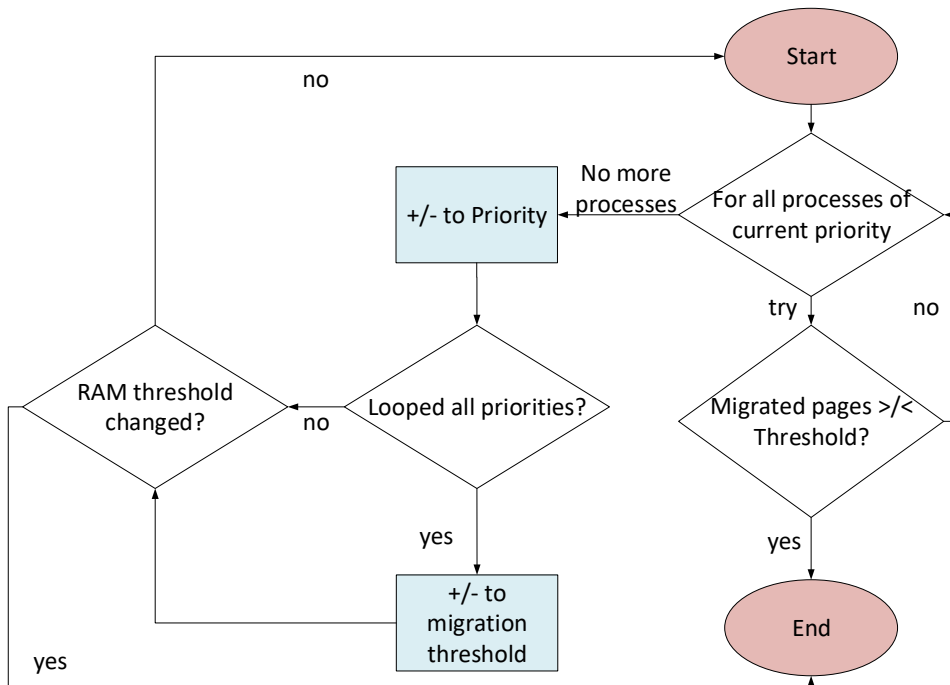 Start
no
No more
processes
+/- to Priority
For all processes of
current priority
try
no
RAM threshold
changed?
no
Looped all priorities?
Migrated pages >/<
Threshold?
yes
yes
+/- to
migration
threshold
End
yes